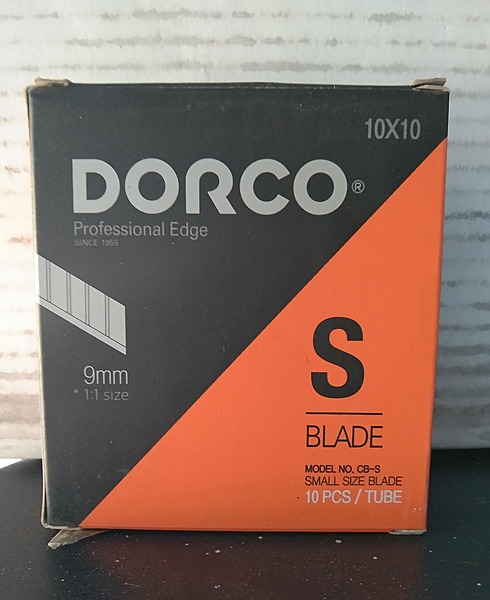 10X10
DORCO®
Professional Edge
SINCE 1955
9mm
* 1:1 size
S
BLADE
MODEL NO. CB-S
SMALL SIZE BLADE
10 PCS / TUBE